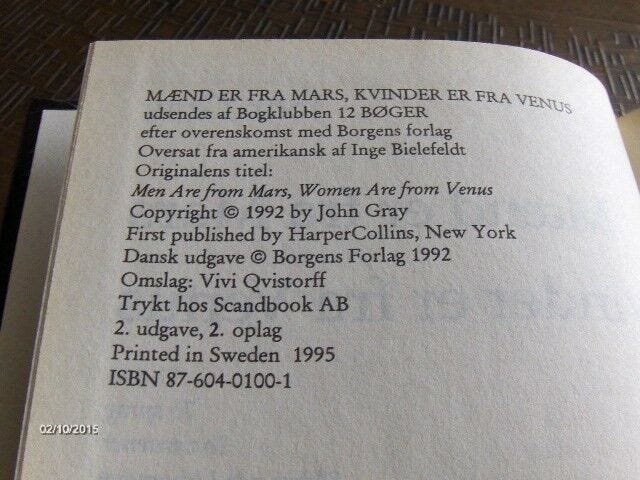 MÆND ER FRA MARS, KVINDER ER FRA VENUS
udsendes af Bogklubben 12 BØGER
efter overenskomst med Borgens forlag
Oversat fra amerikansk af Inge Bielefeldt
Originalens titel:
Men Are from Mars, Women Are from Venus
Copyright © 1992 by John Gray
First published by HarperCollins, New York
Dansk udgave © Borgens Forlag 1992
Omslag: Vivi Qvistorff
Trykt hos Scandbook AB
2. udgave, 2. oplag
Printed in Sweden 1995
ISBN 87-604-0100-1
02/10/2015